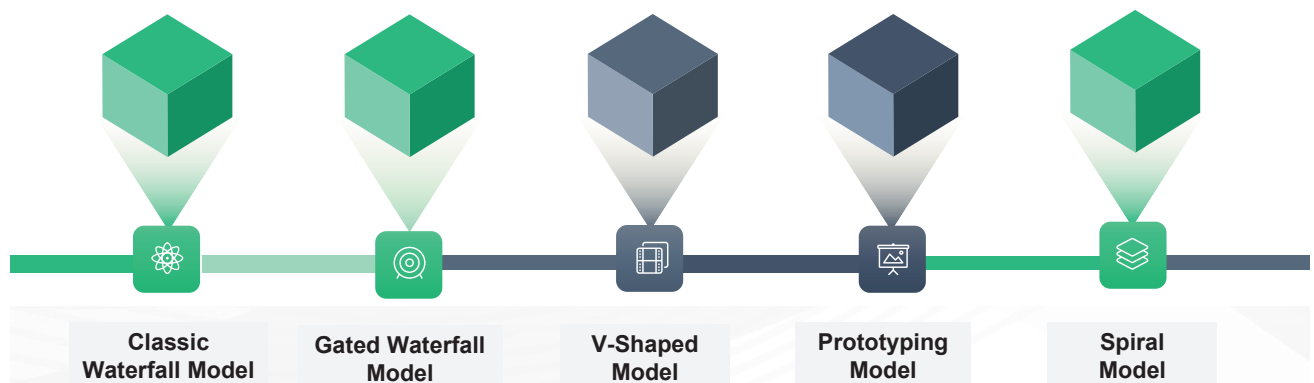 Classic
Waterfall Model
Gated Waterfall
Model
V-Shaped
Model
Prototyping
Model
Spiral
Model